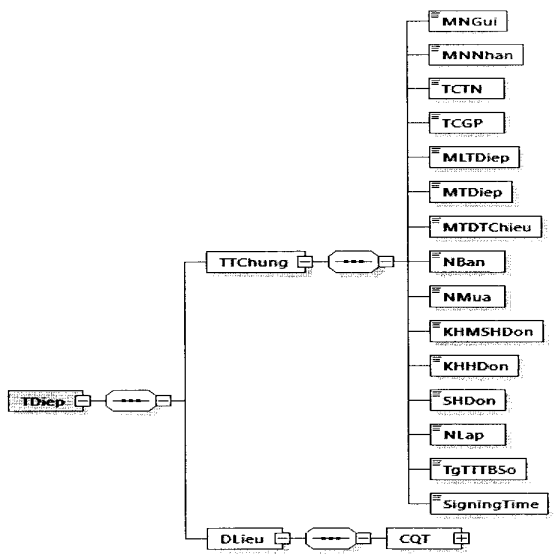 MNGui
MNNhan
TCTN
TCGP
MLTDiep
MTDiep
MTDTChieu
TTChung
NBan
NMua
KHMSHDon
KHHDon
TDiep
SHDon
NLap
TgTTTBSo
SigningTime
DLieu
CQT